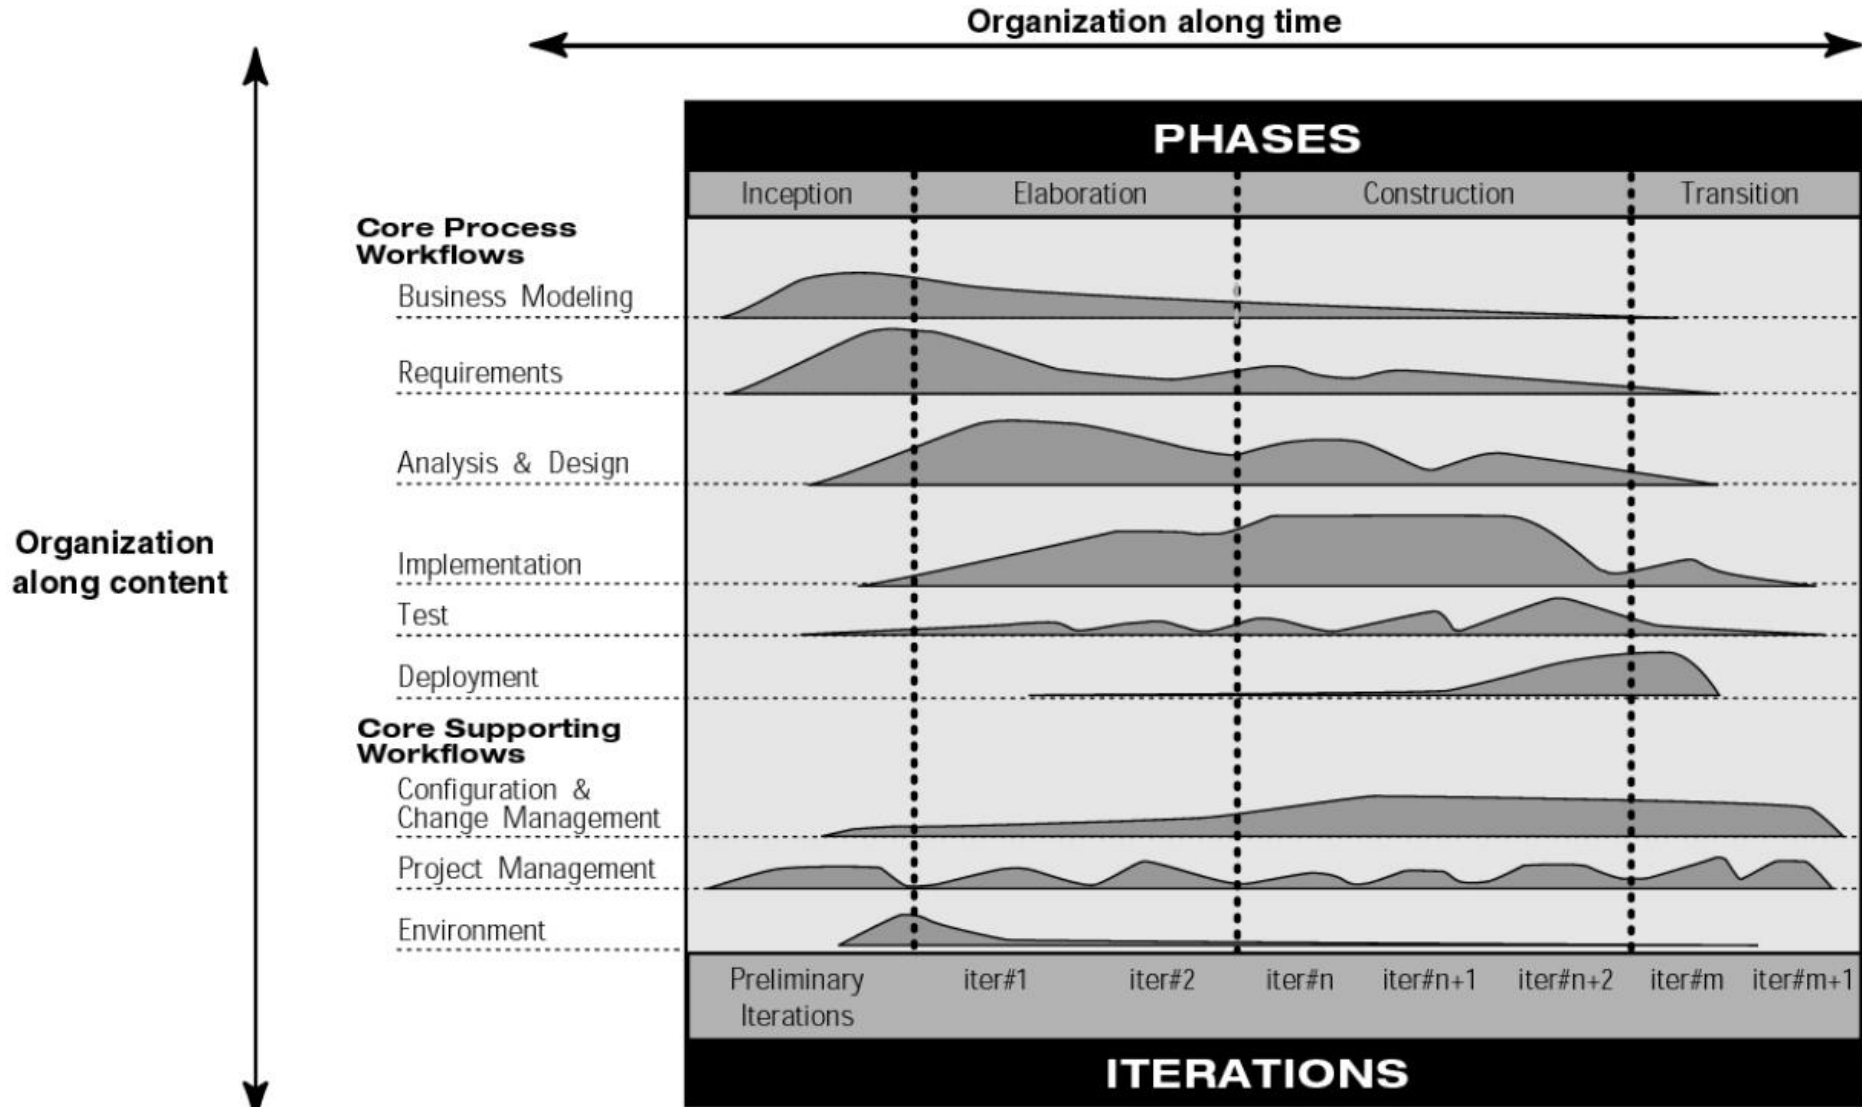 Organization along time
PHASES
Inception Elaboration Construction Transition
Core Process
Workflows
Business Modeling
Requirements
Analysis & Design
Implementation
Test
Deployment
Core Supporting
Workflows
Configuration &
Change Management
Project Management
Environment
Organization
along content
Preliminary
Iterations
iter#1 iter#2 iter#n iter#n+1 iter#n+2 iter#m iter#m+1
ITERATIONS